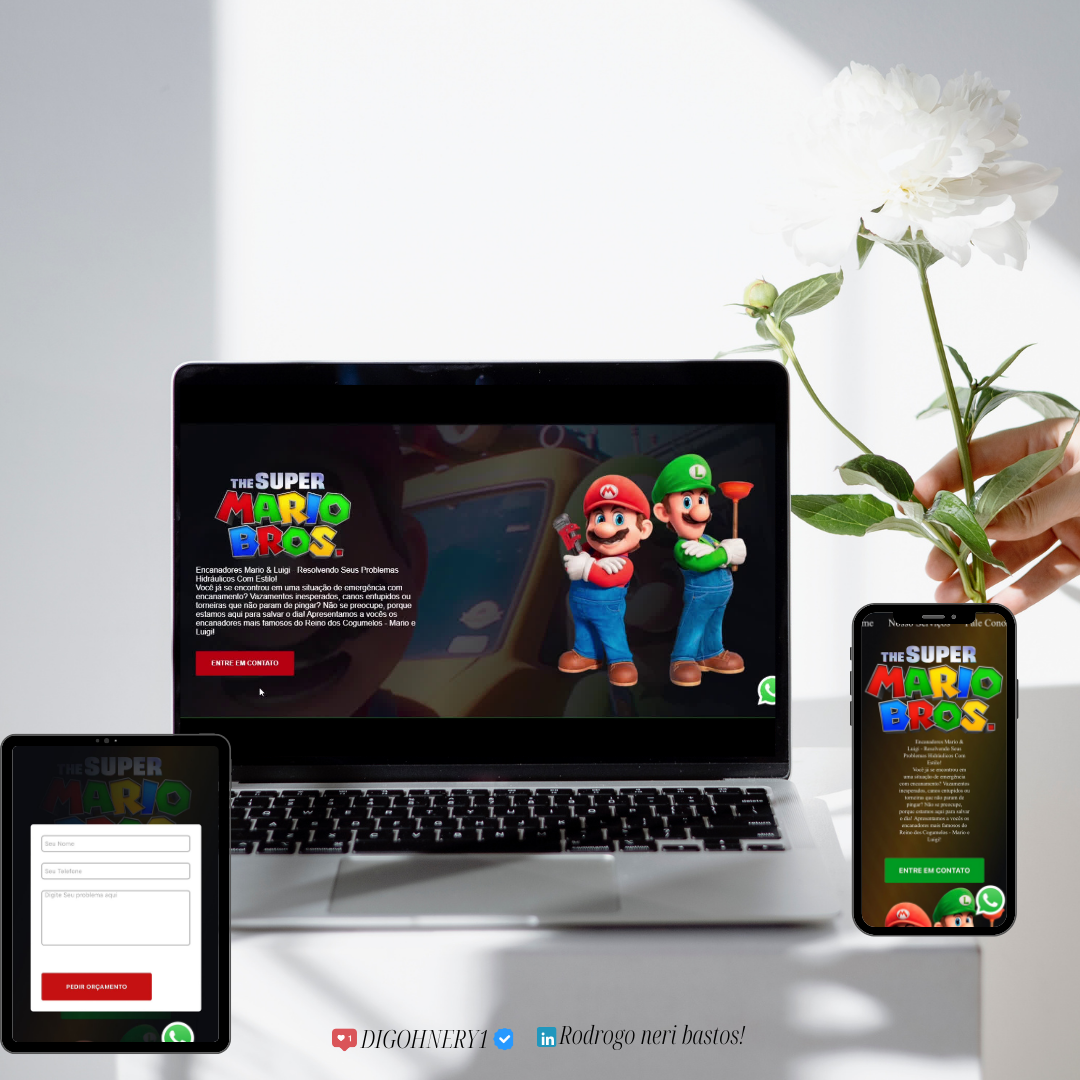 THE SUPER
MARIO
BROS.
Encanadores Mario & Luigi - Resolvendo Seus Problemas
Hidráulicos Com Estilo!
Você já se encontrou em uma situação de emergência com
encanamento? Vazamentos inesperados, canos entupidos ou
torneiras que não param de pingar? Não se preocupe, porque
estamos aqui para salvar o dia! Apresentamos a vocês os
encanadores mais famosos do Reino dos Cogumelos - Mario e
Luigi!
ENTRE EM CONTATO
M
L
me Nosso Serviços Fale Cono
THE SUPER
MARIO
BROS.
Encanadores Mario &
Luigi - Resolvendo Seus
Problemas Hidráulicos Com
Estilo!
Você já se encontrou em
uma situação de emergência
com encanamento? Vazamentos
inesperados, canos entupidos ou
torneiras que não param de
pingar? Não se preocupe,
porque estamos aqui para salvar
o dia! Apresentamos a vocês os
encanadores mais famosos do
Reino dos Cogumelos - Mario e
Luigi!
ENTRE EM CONTATO
L
THE SUPER
MARIO
Seu Nome
Seu Telefone
Digite Seu problema aqui
PEDIR ORÇAMENTO
1 DIGOHNERY1
in Rodrogo neri bastos!